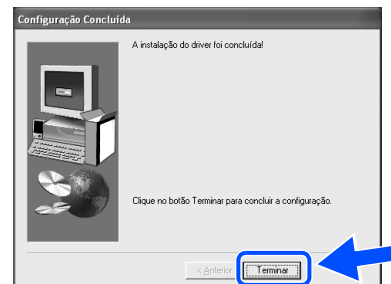 Configuração Concluída
A instalação do driver foi concluída!
Clique no botão Terminar para concluir a configuração.
< Anterior
Terminar